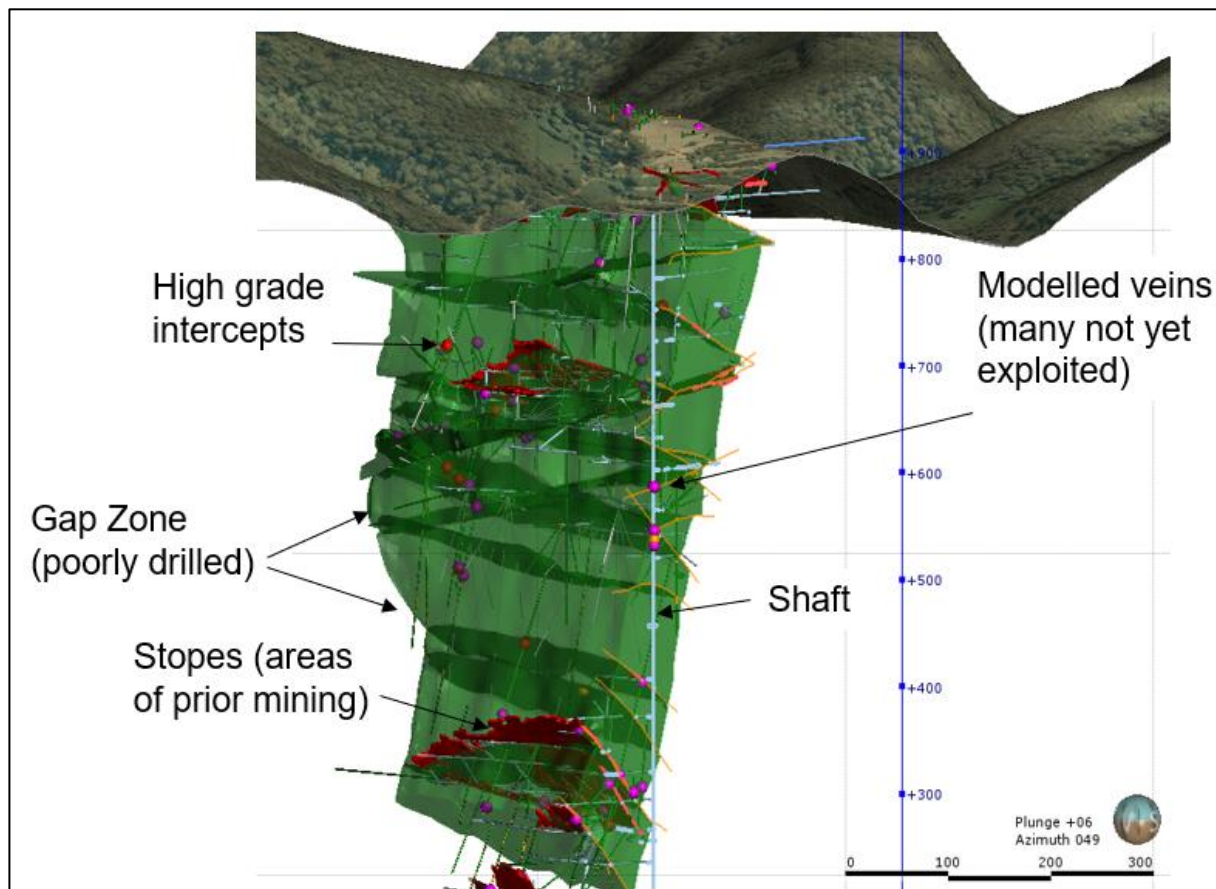 +900
+800
High grade
intercepts
Modelled veins
(many not yet
exploited)
+700
+600
Gap Zone
(poorly drilled)
+500
Shaft
Stopes (areas
of prior mining)
+400
+300
Plunge +06
Azimuth 049
0 100 200 300